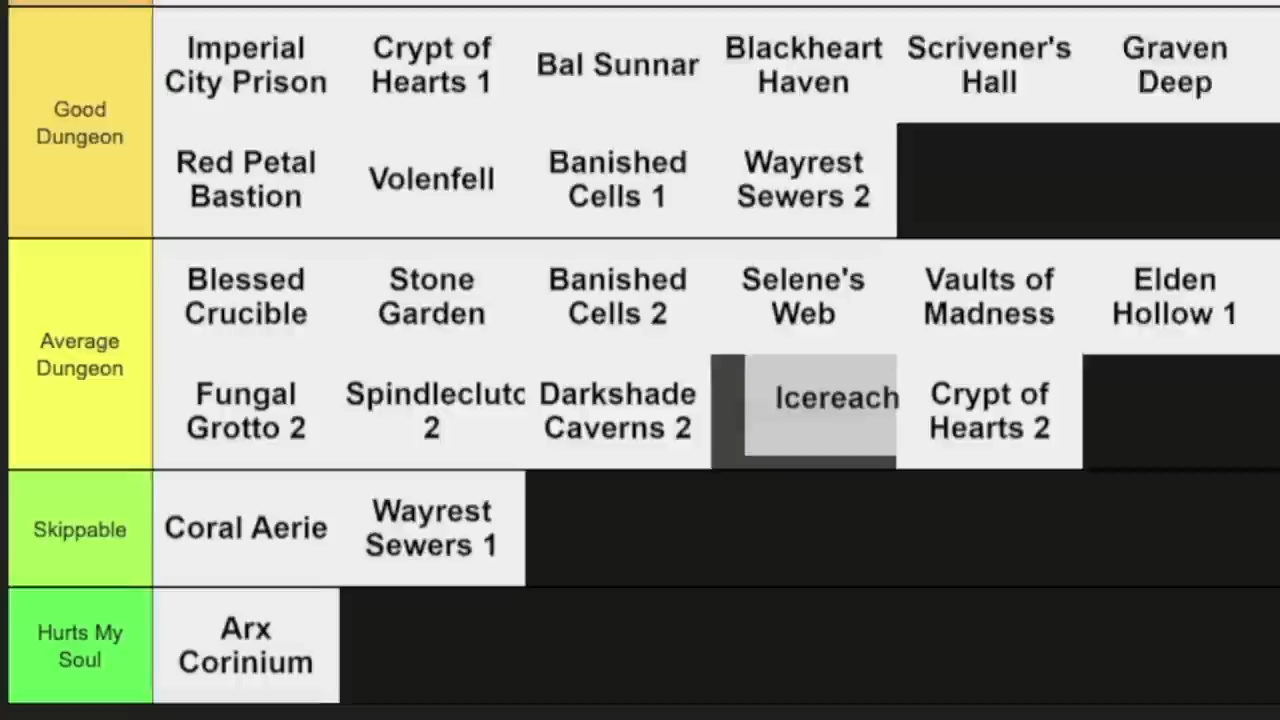 Good
Dungeon
Imperial
City Prison
Crypt of
Hearts 1
Bal Sunnar
Blackheart
Haven
Scrivener's
Hall
Graven
Deep
Red Petal
Bastion
Volenfell
Banished
Cells 1
Wayrest
Sewers 2
Average
Dungeon
Blessed
Crucible
Stone
Garden
Banished
Cells 2
Selene's
Web
Vaults of
Madness
Elden
Hollow 1
Fungal
Grotto 2
Spindleclutc
2
Darkshade
Caverns 2
Icereach
Crypt of
Hearts 2
Skippable
Coral Aerie
Wayrest
Sewers 1
Hurts My
Soul
Arx
Corinium